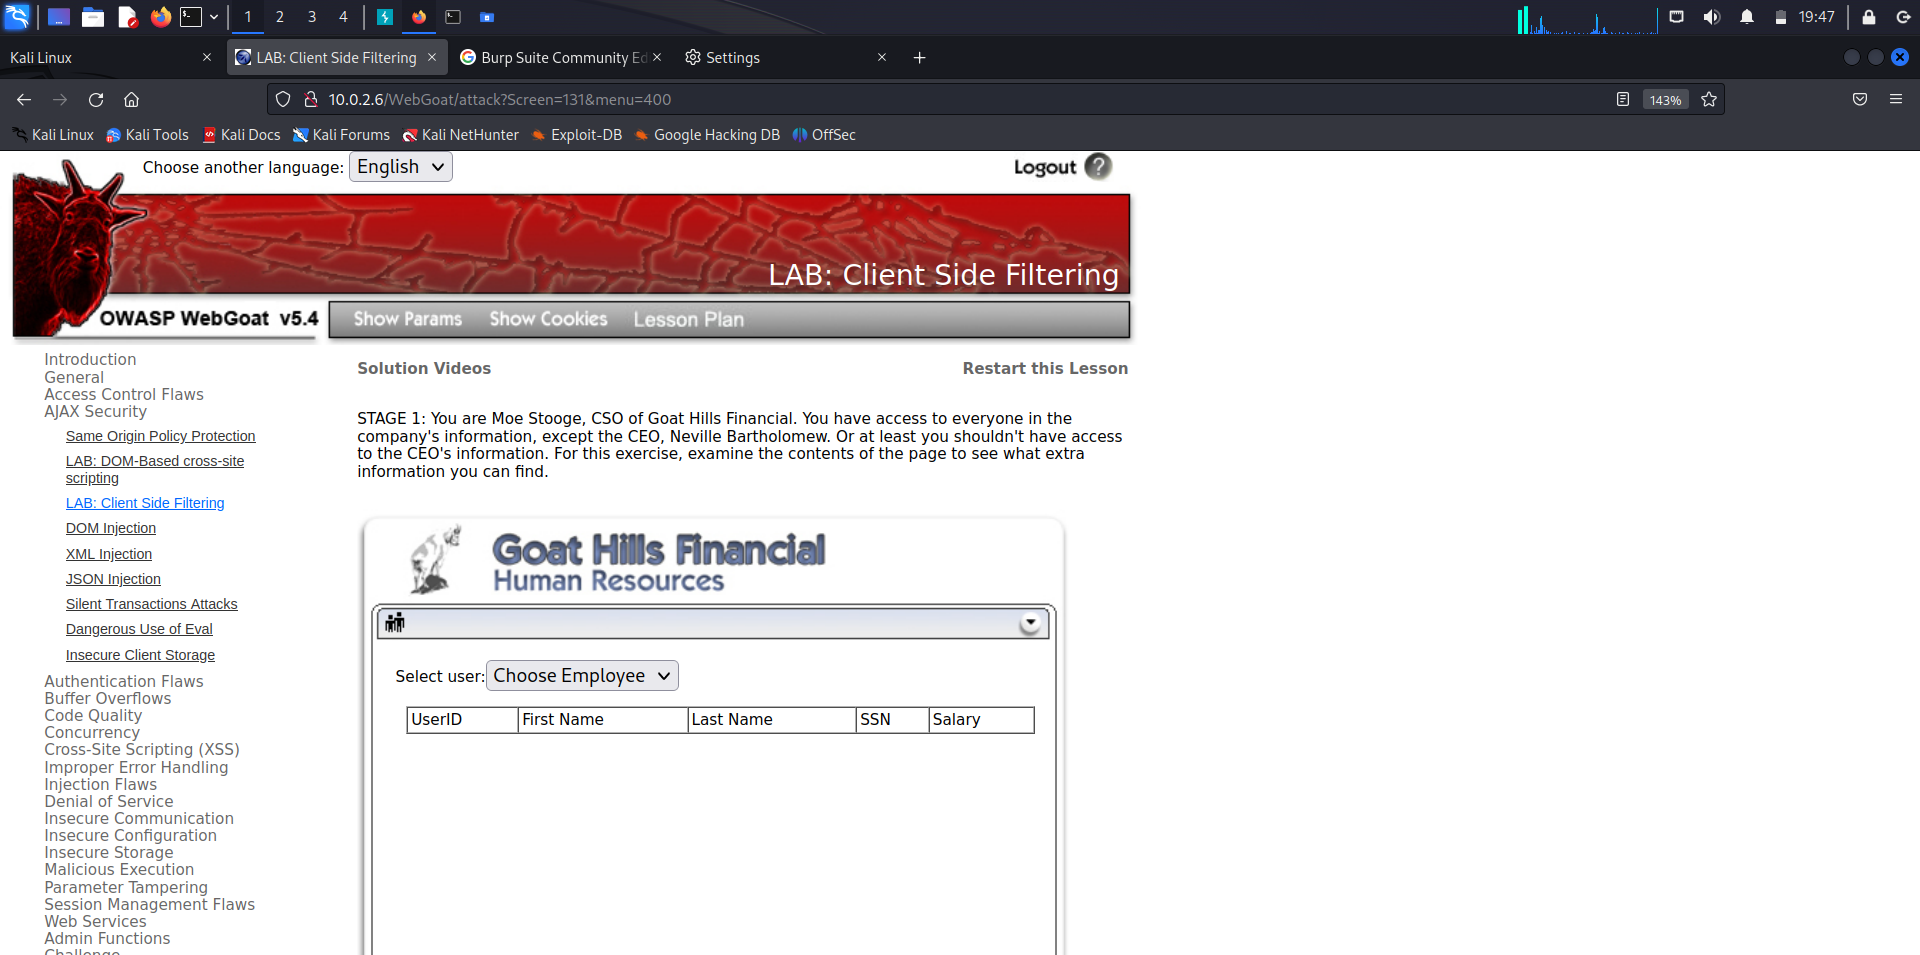 1 2 3 4 19:47
Kali Linux LAB: Client Side Filtering Burp Suite Community Ed Settings
10.0.2.6/WebGoat/attack?Screen=131&menu=400 143%
Kali Linux Kali Tools Kali Docs Kali Forums Kali NetHunter Exploit-DB Google Hacking DB OffSec
Choose another language: English Logout ?
LAB: Client Side Filtering
OWASP WebGoat v5.4 Show Params Show Cookies Lesson Plan
Introduction
General
Access Control Flaws
AJAX Security
Same Origin Policy Protection
LAB: DOM-Based cross-site
scripting
LAB: Client Side Filtering
DOM Injection
XML Injection
JSON Injection
Silent Transactions Attacks
Dangerous Use of Eval
Insecure Client Storage
Authentication Flaws
Buffer Overflows
Code Quality
Concurrency
Cross-Site Scripting (XSS)
Improper Error Handling
Injection Flaws
Denial of Service
Insecure Communication
Insecure Configuration
Insecure Storage
Malicious Execution
Parameter Tampering
Session Management Flaws
Web Services
Admin Functions
Challenge
Solution Videos Restart this Lesson
STAGE 1: You are Moe Stooge, CSO of Goat Hills Financial. You have access to everyone in the
company's information, except the CEO, Neville Bartholomew. Or at least you shouldn't have access
to the CEO's information. For this exercise, examine the contents of the page to see what extra
information you can find.
Goat Hills Financial
Human Resources
Select user: Choose Employee
UserID First Name Last Name SSN Salary